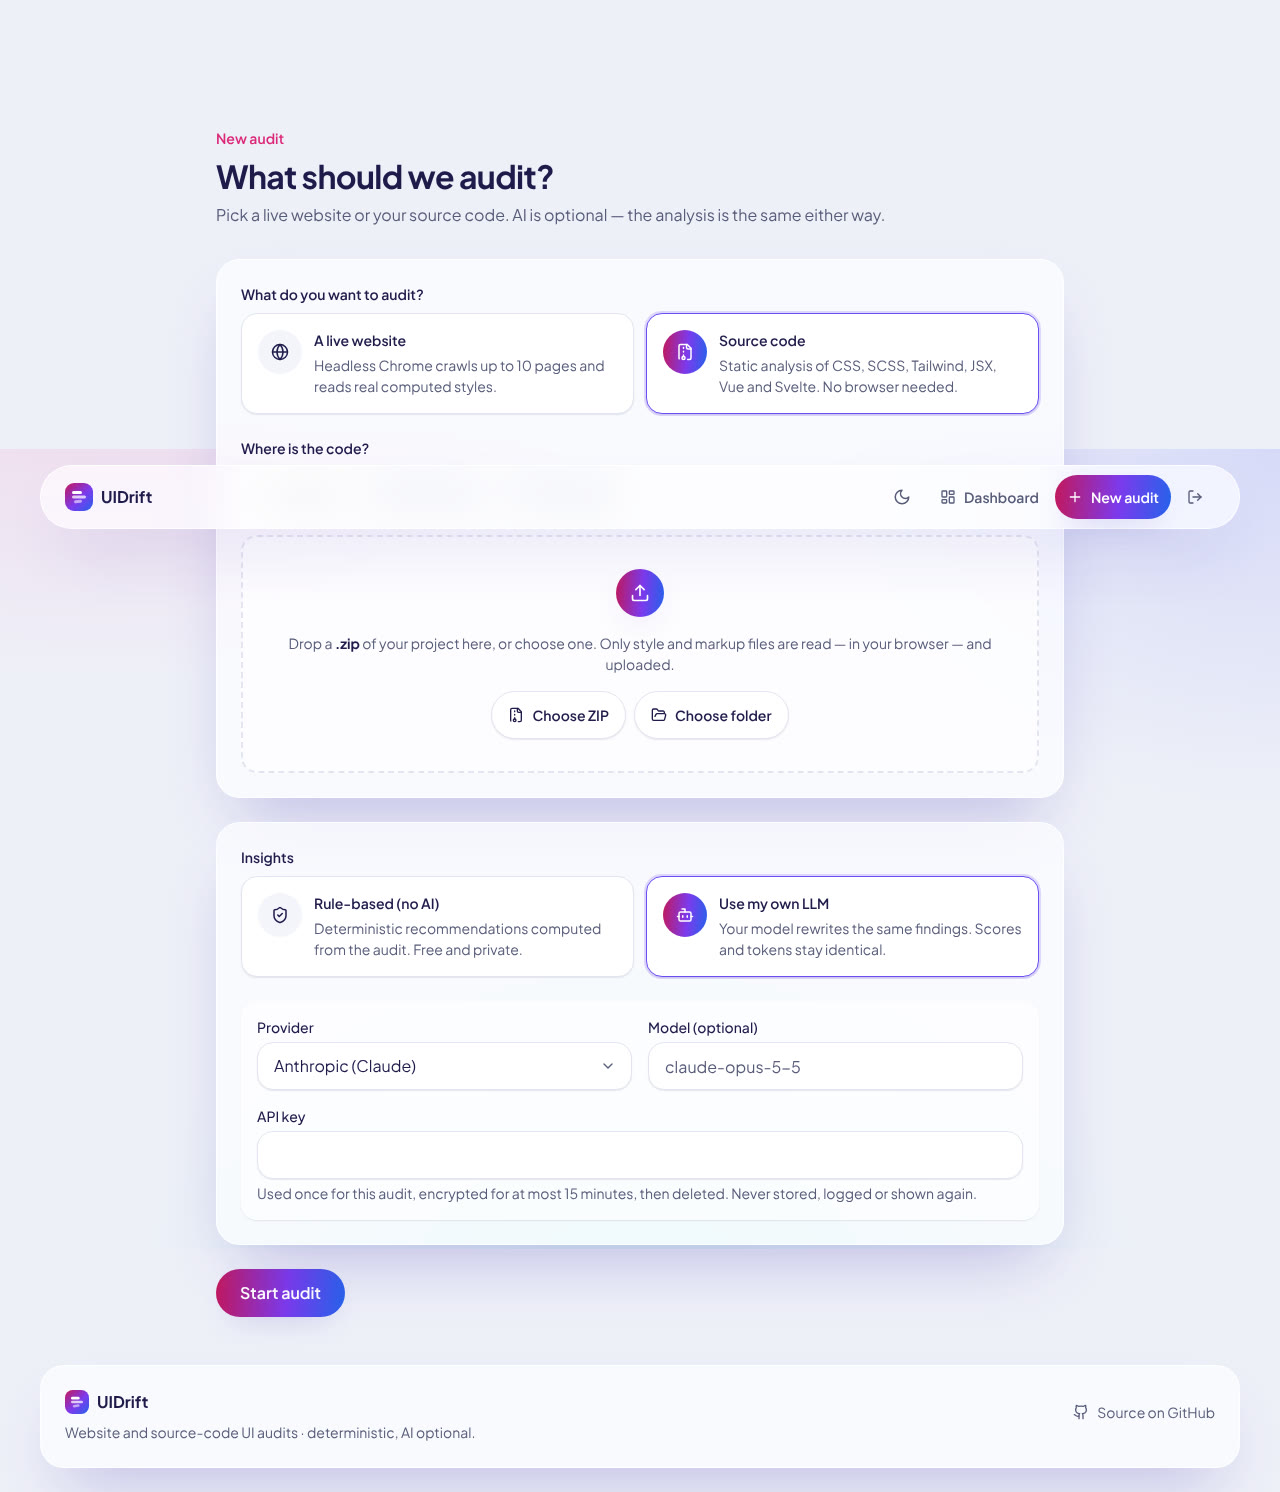 New audit
What should we audit?
Pick a live website or your source code. AI is optional — the analysis is the same either way.
What do you want to audit?
A live website
Headless Chrome crawls up to 10 pages and
reads real computed styles.
Source code
Static analysis of CSS, SCSS, Tailwind, JSX,
Vue and Svelte. No browser needed.
Where is the code?
UIDrift
Dashboard
New audit
Drop a .zip of your project here, or choose one. Only style and markup files are read — in your browser — and
uploaded.
Choose ZIP
Choose folder
Insights
Rule-based (no AI)
Deterministic recommendations computed
from the audit. Free and private.
Use my own LLM
Your model rewrites the same findings. Scores
and tokens stay identical.
Provider
Model (optional)
Anthropic (Claude)
claude-opus-5-5
API key
Used once for this audit, encrypted for at most 15 minutes, then deleted. Never stored, logged or shown again.
Start audit
UIDrift
Website and source-code UI audits · deterministic, AI optional.
Source on GitHub